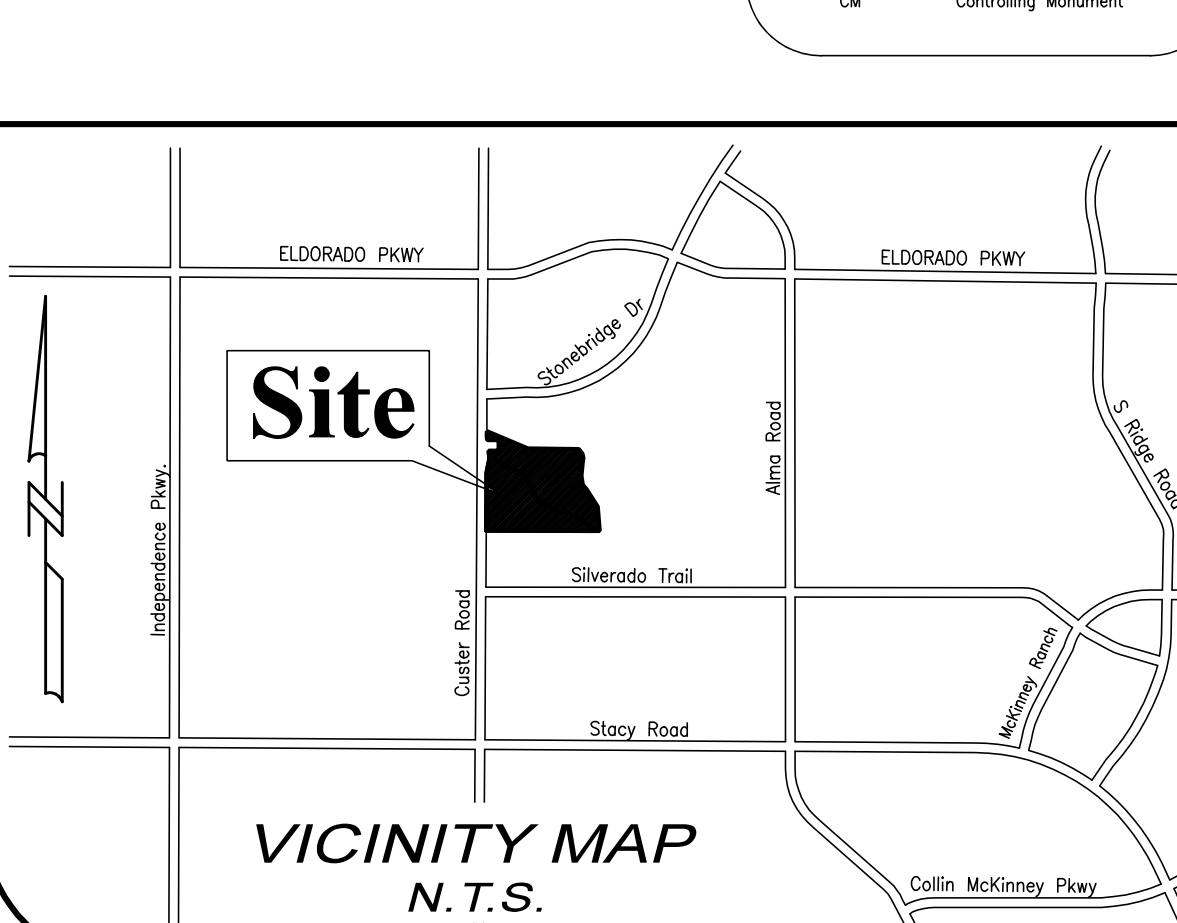 CM Controlling Monument
ELDORADO PKWY
ELDORADO PKWY
Stonebridge Dr
Site
Alma Road
S Ridge Road
Independence Pkwy.
Silverado Trail
Custer Road
McKinney Ranch
Stacy Road
VICINITY MAP
N.T.S.
Collin McKinney Pkwy
N